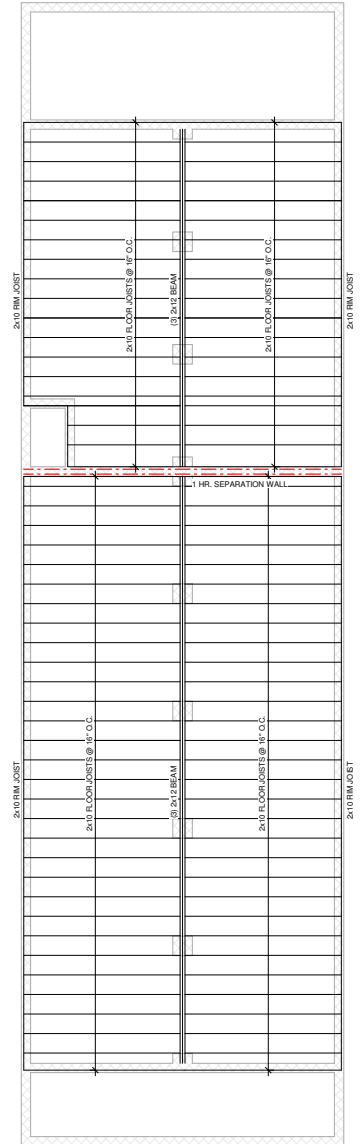 2x10 RIM JOIST
2x10 FLOOR JOISTS @ 16" O.C.
(3) 2x12 BEAM
2x10 FLOOR JOISTS @ 16" O.C.
2x10 RIM JOIST
1 HR. SEPARATION WALL
2x10 RIM JOIST
2x10 FLOOR JOISTS @ 16" O.C.
(3) 2x12 BEAM
2x10 FLOOR JOISTS @ 16" O.C.
2x10 RIM JOIST